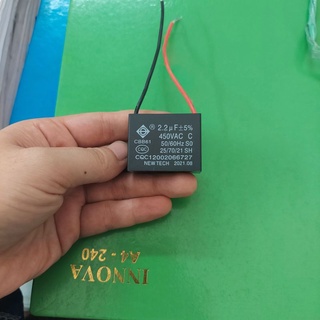 2.2μF±5%
CBB61
450VAC C
50/60Hz S0
CQC
25/70/21 SH
CQC12002066727
NEWTECH 2021.08
INNOVA
A4-240